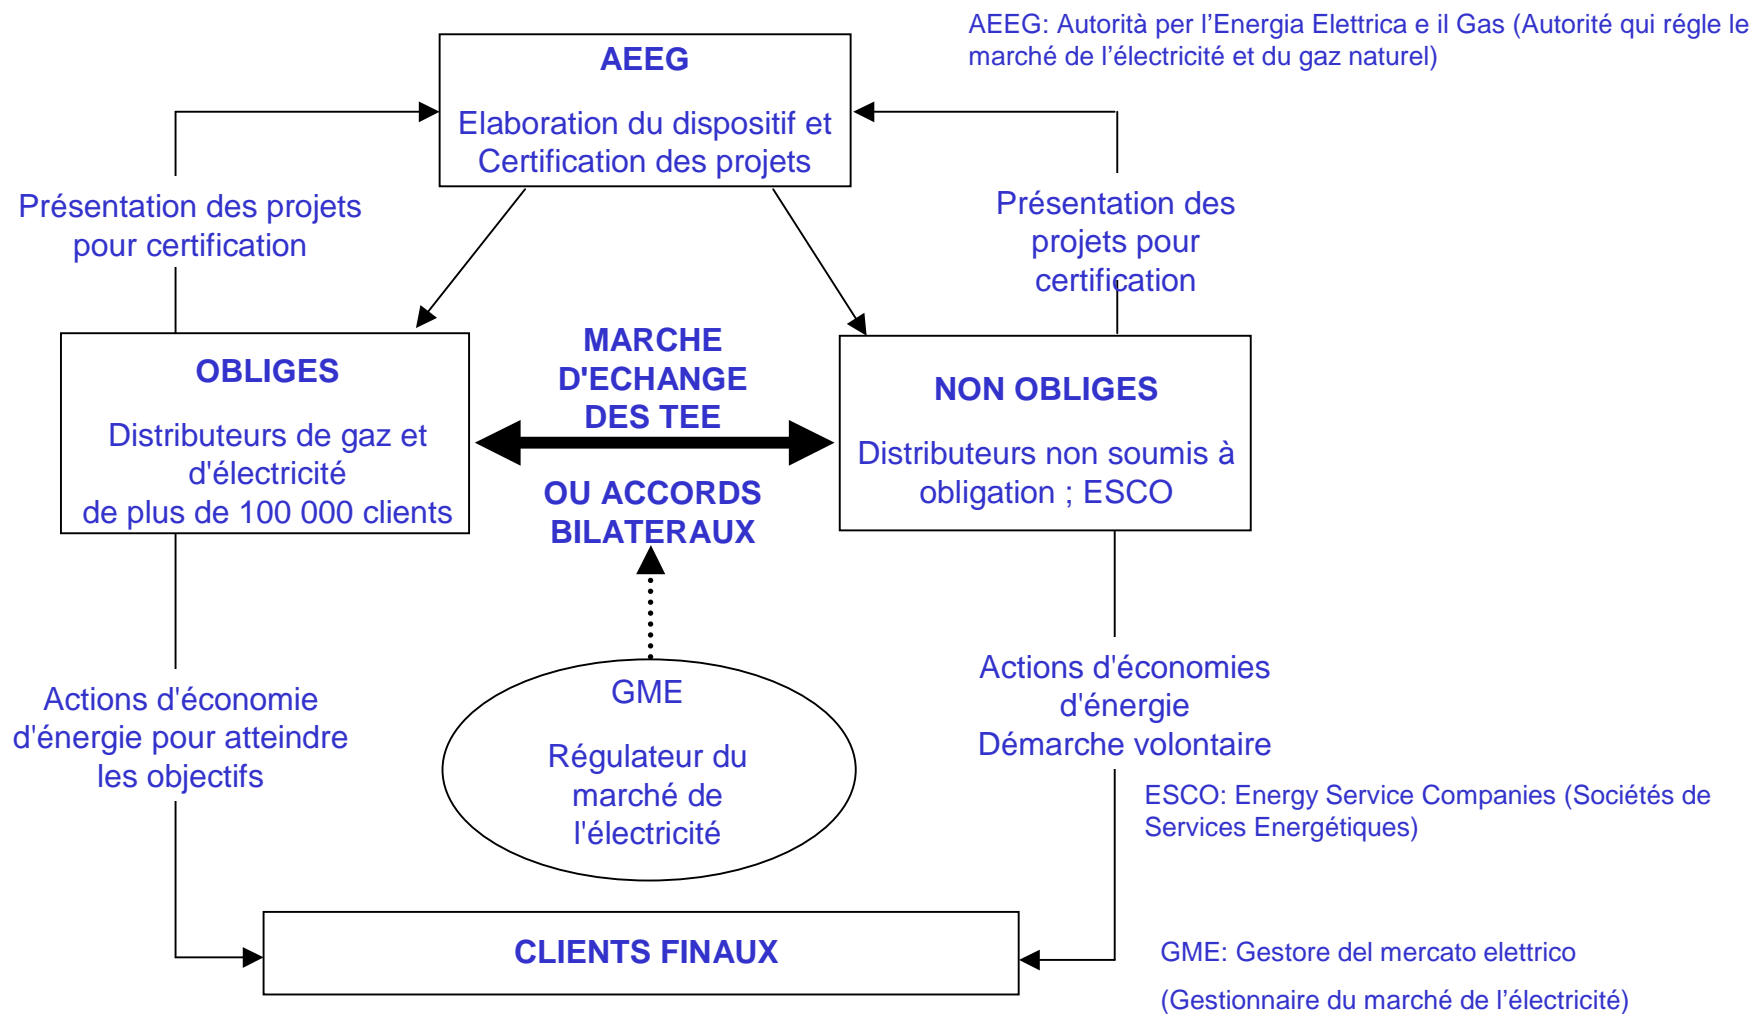 AEEG: Autorità per l’Energia Elettrica e il Gas (Autorité qui régle le
marché de l’électricité et du gaz naturel)
AEEG
Elaboration du dispositif et
Certification des projets
Présentation des projets
pour certification
Présentation des
projets pour
certification
OBLIGES
Distributeurs de gaz et
d'électricité
de plus de 100 000 clients
MARCHE
D'ECHANGE
DES TEE
OU ACCORDS
BILATERAUX
NON OBLIGES
Distributeurs non soumis à
obligation ; ESCO
Actions d'économie
d'énergie pour atteindre
les objectifs
GME
Régulateur du
marché de
l'électricité
Actions d'économies
d'énergie
Démarche volontaire
ESCO: Energy Service Companies (Sociétés de
Services Energétiques)
CLIENTS FINAUX
GME: Gestore del mercato elettrico
(Gestionnaire du marché de l’électricité)